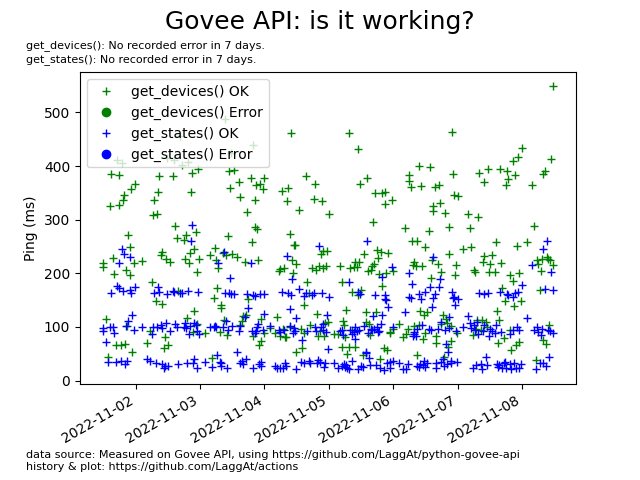 Govee API: is it working?
get_devices(): No recorded error in 7 days.
get_states(): No recorded error in 7 days.
get_devices() OK
get_devices() Error
get_states() OK
get_states() Error
Ping (ms)
500
400
300
200
100
0
2022-11-02
2022-11-03
2022-11-04
2022-11-05
2022-11-06
2022-11-07
2022-11-08
data source: Measured on Govee API, using https://github.com/LaggAt/python-govee-api
history & plot: https://github.com/LaggAt/actions